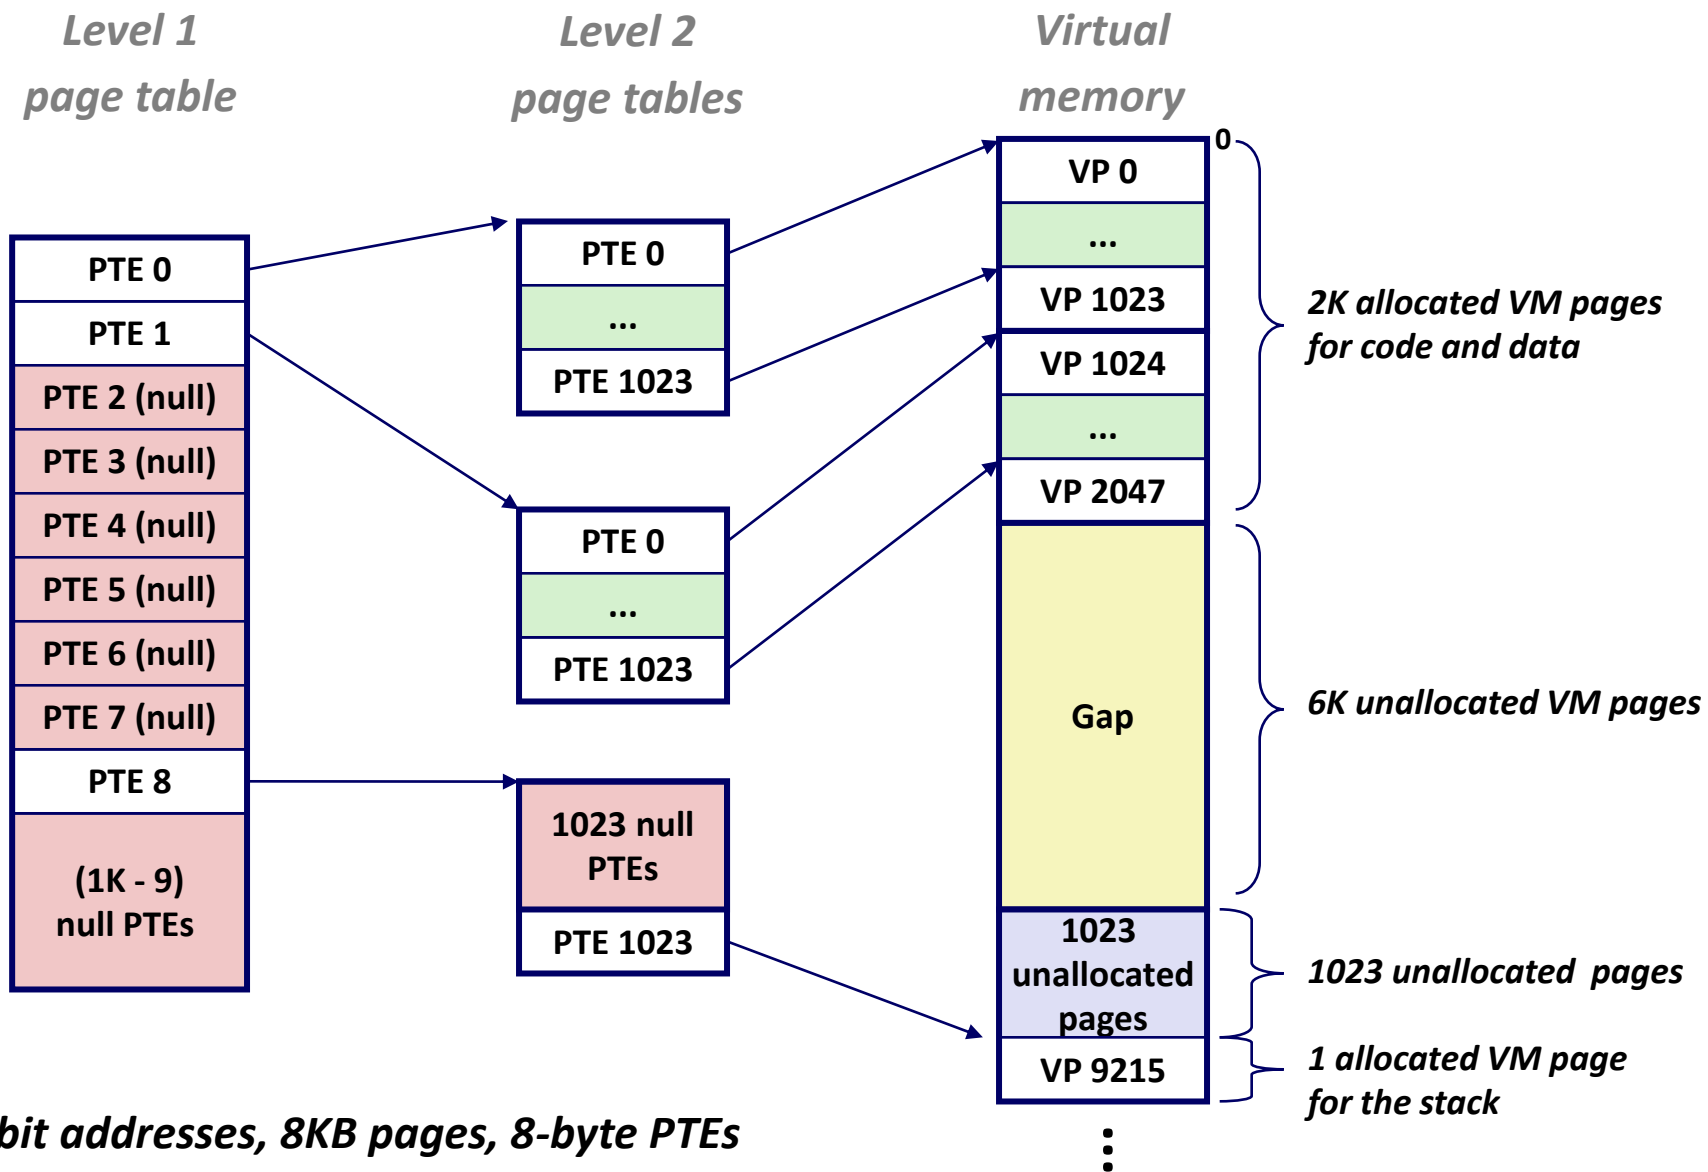 Level 1
page table
Level 2
page tables
Virtual
memory
PTE 0
PTE 1
PTE 2 (null)
PTE 3 (null)
PTE 4 (null)
PTE 5 (null)
PTE 6 (null)
PTE 7 (null)
PTE 8
(1K - 9)
null PTEs
PTE 0
...
PTE 1023
PTE 0
...
PTE 1023
1023 null
PTEs
PTE 1023
0
VP 0
...
VP 1023
VP 1024
...
VP 2047
Gap
1023
unallocated
pages
VP 9215
2K allocated VM pages
for code and data
6K unallocated VM pages
1023 unallocated  pages
1 allocated VM page
for the stack
bit addresses, 8KB pages, 8-byte PTEs